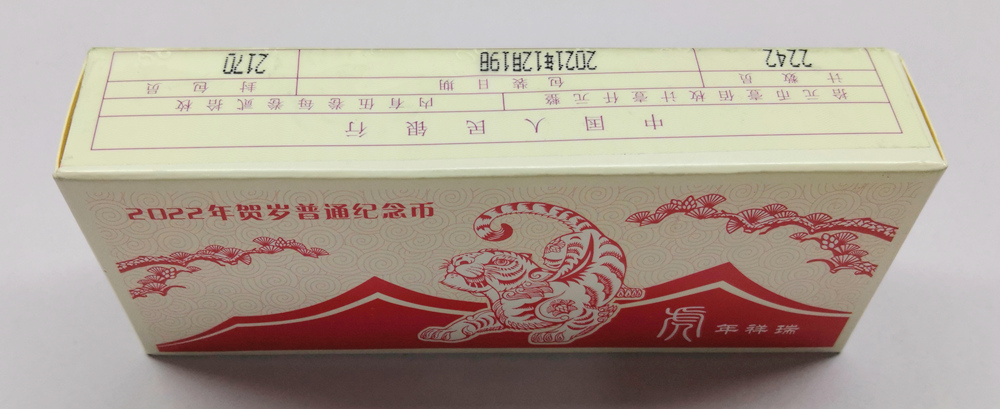 中国人民银行
拾元币壹佰枚计壹仟元整 内有伍卷每卷贰拾枚
计数员 包装日期 封包员
2242 2021年12月19日 2170
2022年贺岁普通纪念币
虎年祥瑞